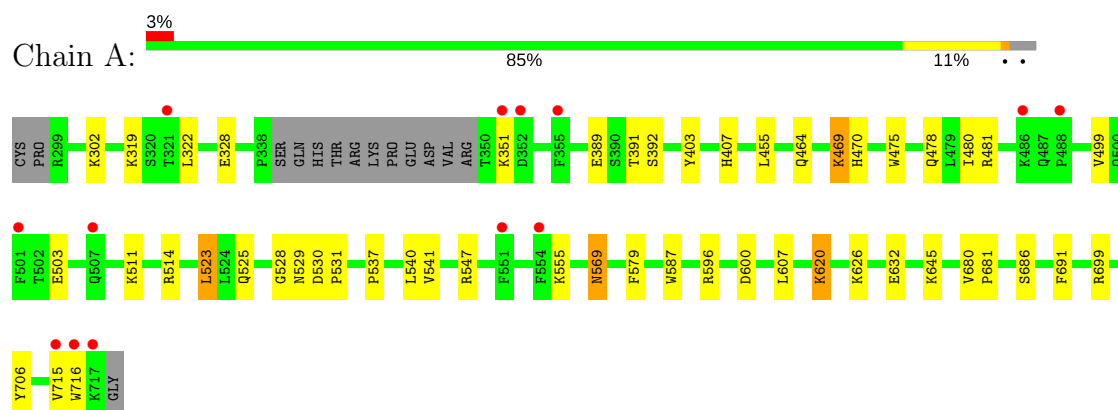 3%
Chain A:
85% 11% • •
CYS PRO R299 K302 K319 S320 T321 L322 E328 P338 SER GLN HIS THR ARG LYS PRO GLU ASP VAL ARG T350 K351 D352 F355 E389 S390 T391 S392 Y403 H407 L455 Q464 K469 H470 W475 Q478 L479 I480 R481 K486 Q487 P488 V499
F501 T502 E503 Q507 K511 R514 L523 L524 Q525 G528 N529 D530 P531 P537 L540 V541 R547 F551 F554 K555 N569 F579 W587 R596 D600 L607 K620 K626 E632 K645 V680 P681 S686 F691 R699
Y706 V715 W716 K717 GLY